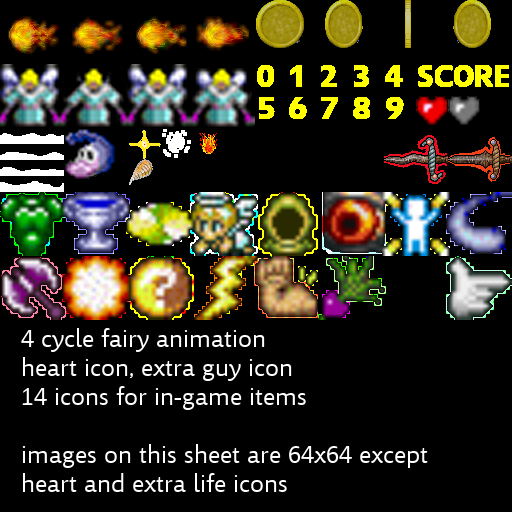 0 1 2 3 4 SCORE
5 6 7 8 9
?
4 cycle fairy animation
heart icon, extra guy icon
14 icons for in-game items
images on this sheet are 64x64 except
heart and extra life icons